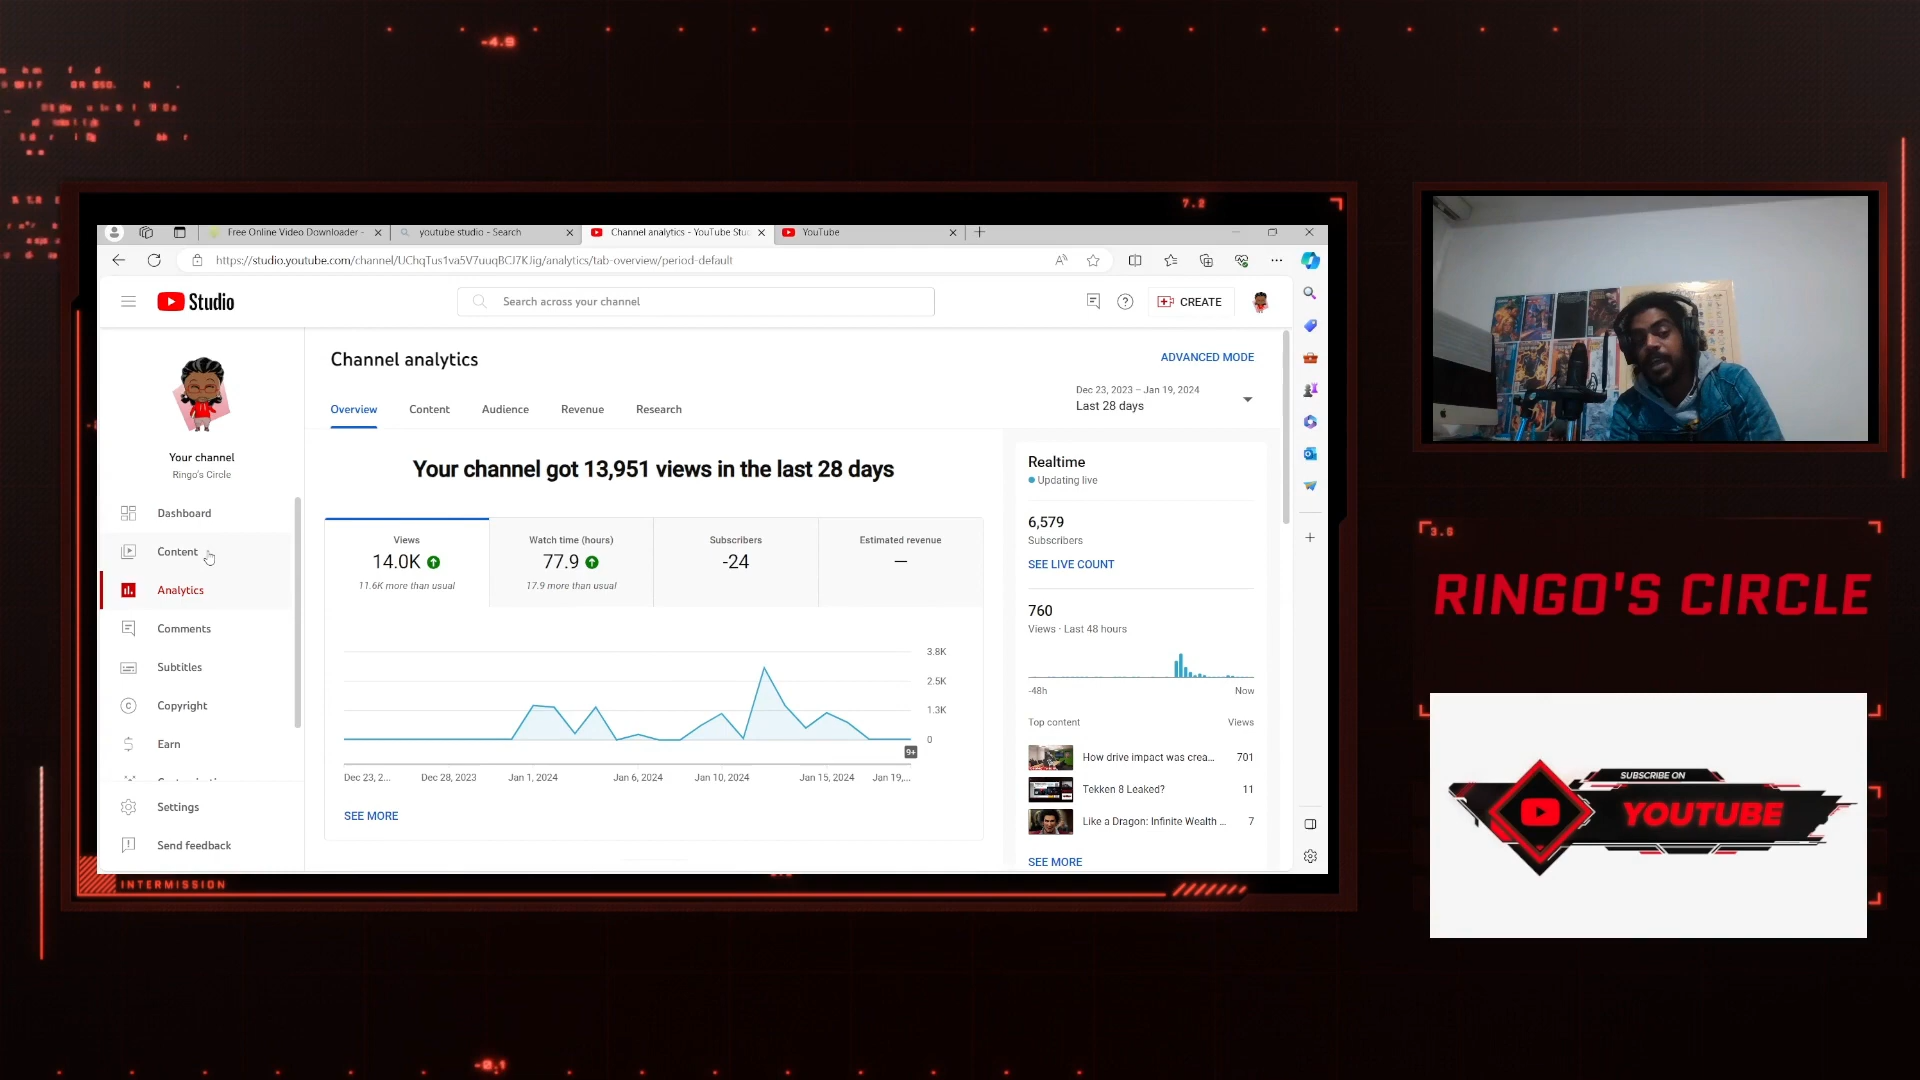 -4.9
7.2
Free Online Video Downloader -
youtube studio - Search
Channel analytics - YouTube Stu
YouTube
https://studio.youtube.com/channel/UChqTus1va5V7uuqBCJ7KJig/analytics/tab-overview/period-default
Studio
Search across your channel
CREATE
Your channel
Ringo's Circle
Dashboard
Content
Analytics
Comments
Subtitles
Copyright
Earn
Settings
Send feedback
Channel analytics
ADVANCED MODE
Dec 23, 2023 – Jan 19, 2024
Last 28 days
Overview
Content
Audience
Revenue
Research
Your channel got 13,951 views in the last 28 days
Views
14.0K
11.6K more than usual
Watch time (hours)
77.9
17.9 more than usual
Subscribers
-24
Estimated revenue
—
3.8K
2.5K
1.3K
0
9+
Dec 23, 2...
Dec 28, 2023
Jan 1, 2024
Jan 6, 2024
Jan 10, 2024
Jan 15, 2024
Jan 19,...
SEE MORE
Realtime
Updating live
6,579
Subscribers
SEE LIVE COUNT
760
Views · Last 48 hours
-48h
Now
Top content
Views
How drive impact was crea...
701
Tekken 8 Leaked?
11
Like a Dragon: Infinite Wealth ...
7
SEE MORE
INTERMISSION
3.6
RINGO'S CIRCLE
SUBSCRIBE ON
YOUTUBE